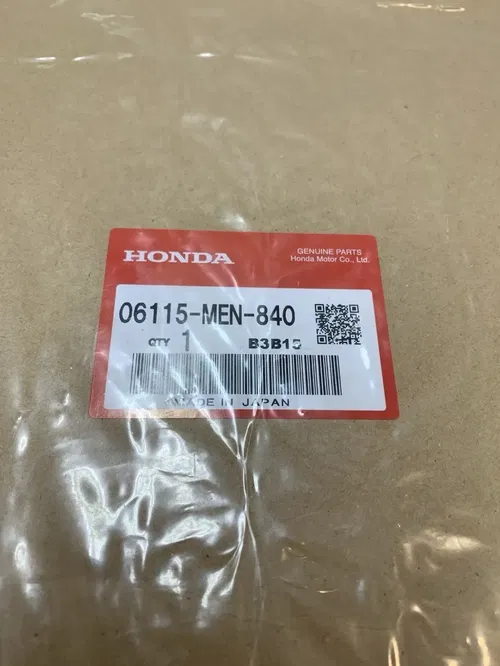 HONDA
GENUINE PARTS
Honda Motor Co., Ltd.
06115-MEN-840
QTY 1 B3B15
MADE IN JAPAN